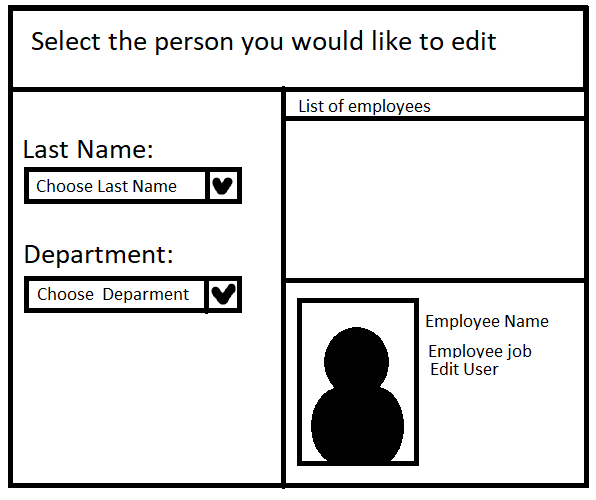 Select the person you would like to edit
Last Name:
Choose Last Name
Department:
Choose Deparment
List of employees
Employee Name
Employee job
Edit User